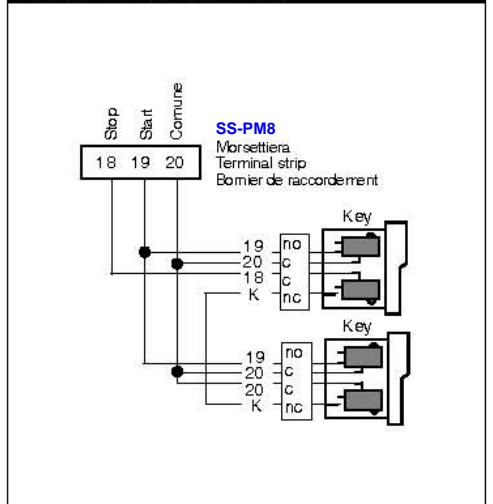 Stop
Start
Comune
SS-PM8
18 19 20
Morsettiera
Terminal strip
Bornier de raccordement
Key
19 no
20 c
18 c
K nc
Key
19 no
20 c
20 c
K nc